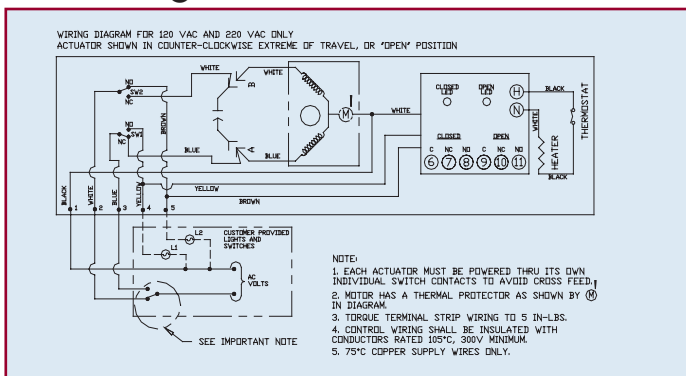 WIRING DIAGRAM FOR 120 VAC AND 220 VAC ONLY
ACTUATOR SHOWN IN COUNTER-CLOCKWISE EXTREME OF TRAVEL, OR "OPEN" POSITION
WHITE
WHITE
NO
SW2
NC
B
BROWN
NO
SW1
NC
A
BLUE
BLUE
M
WHITE
CLOSED LED
OPEN LED
H
N
BLACK
WHITE
HEATER
THERMOSTAT
BLACK
CLOSED
OPEN
C NC NO C NC NO
6 7 8 9 10 11
YELLOW
BROWN
BLACK
WHITE
BLUE
YELLOW
1 2 3 4 5
CUSTOMER PROVIDED
LIGHTS AND
SWITCHES
L2
L1
AC
VOLTS
SEE IMPORTANT NOTE
NOTE:
1. EACH ACTUATOR MUST BE POWERED THRU ITS OWN
INDIVIDUAL SWITCH CONTACTS TO AVOID CROSS FEED.
2. MOTOR HAS A THERMAL PROTECTOR AS SHOWN BY M
IN DIAGRAM.
3. TORQUE TERMINAL STRIP WIRING TO 5 IN-LBS.
4. CONTROL WIRING SHALL BE INSULATED WITH
CONDUCTORS RATED 105°C, 300V MINIMUM.
5. 75°C COPPER SUPPLY WIRES ONLY.